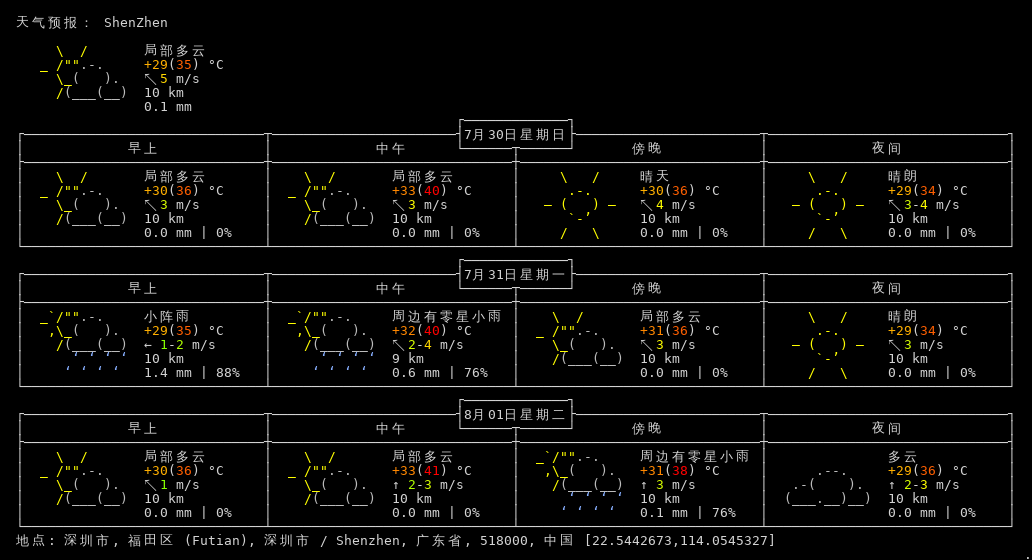 天气预报： ShenZhen
局部多云
+29(35) °C
↖5 m/s
10 km
0.1 mm
7月30日星期日
早上 中午 傍晚 夜间
局部多云 局部多云 晴天 晴朗
+30(36) °C +33(40) °C +30(36) °C +29(34) °C
↖3 m/s ↖3 m/s ↖4 m/s ↖3-4 m/s
10 km 10 km 10 km 10 km
0.0 mm | 0% 0.0 mm | 0% 0.0 mm | 0% 0.0 mm | 0%
7月31日星期一
早上 中午 傍晚 夜间
小阵雨 周边有零星小雨 局部多云 晴朗
+29(35) °C +32(40) °C +31(36) °C +29(34) °C
← 1-2 m/s ↖2-4 m/s ↖3 m/s ↖3 m/s
10 km 9 km 10 km 10 km
1.4 mm | 88% 0.6 mm | 76% 0.0 mm | 0% 0.0 mm | 0%
8月01日星期二
早上 中午 傍晚 夜间
局部多云 局部多云 周边有零星小雨 多云
+30(36) °C +33(41) °C +31(38) °C +29(36) °C
↖1 m/s ↑ 2-3 m/s ↑ 3 m/s ↑ 2-3 m/s
10 km 10 km 10 km 10 km
0.0 mm | 0% 0.0 mm | 0% 0.1 mm | 76% 0.0 mm | 0%
地点: 深圳市, 福田区 (Futian), 深圳市 / Shenzhen, 广东省, 518000, 中国 [22.5442673,114.0545327]